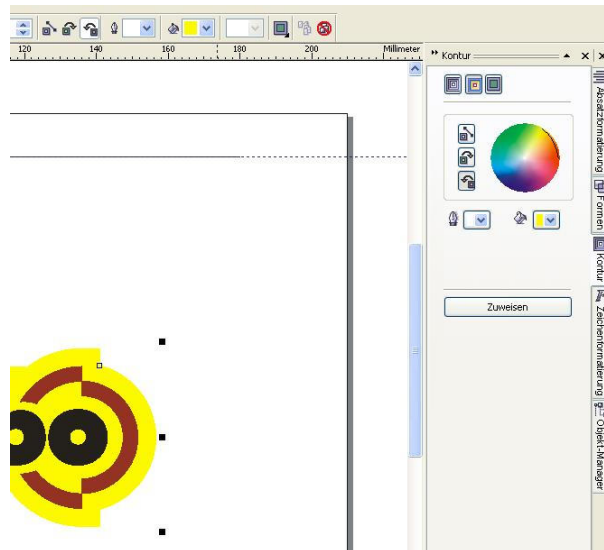 120 140 160 180 200 Millimeter
Kontur
Absatzformatierung
Formen
Kontur
Zeichenformatierung
Objekt-Manager
Zuweisen